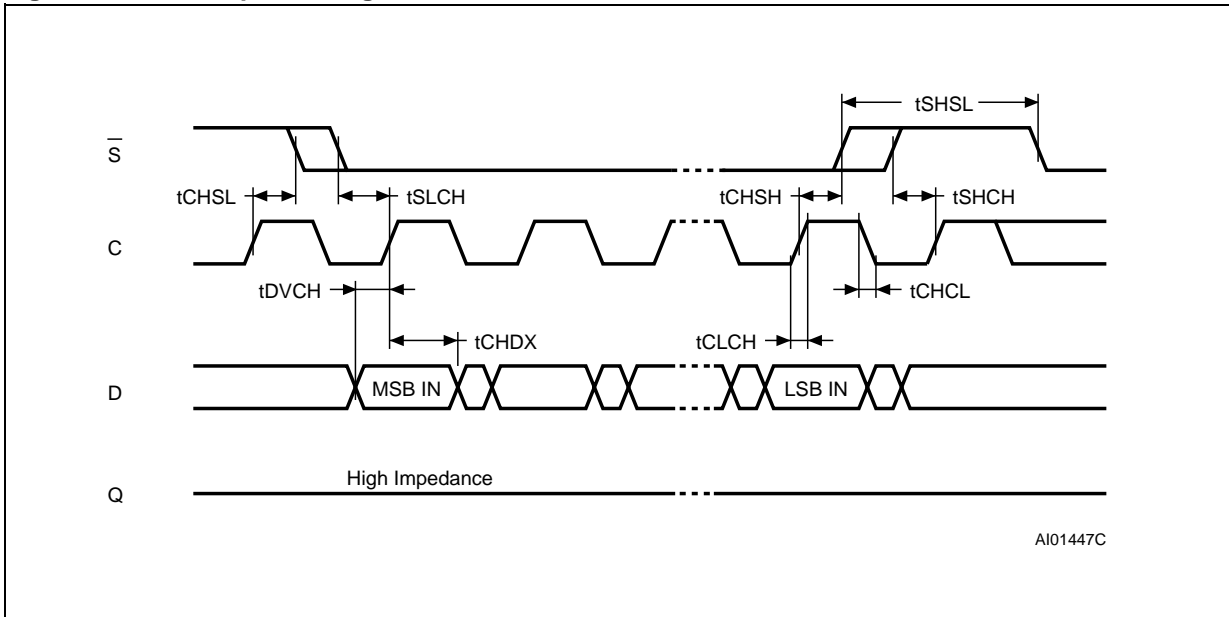 tSHSL
S
tCHSL
tSLCH
tCHSH
tSHCH
C
tDVCH
tCHCL
tCHDX
tCLCH
D
MSB IN
LSB IN
High Impedance
Q
AI01447C